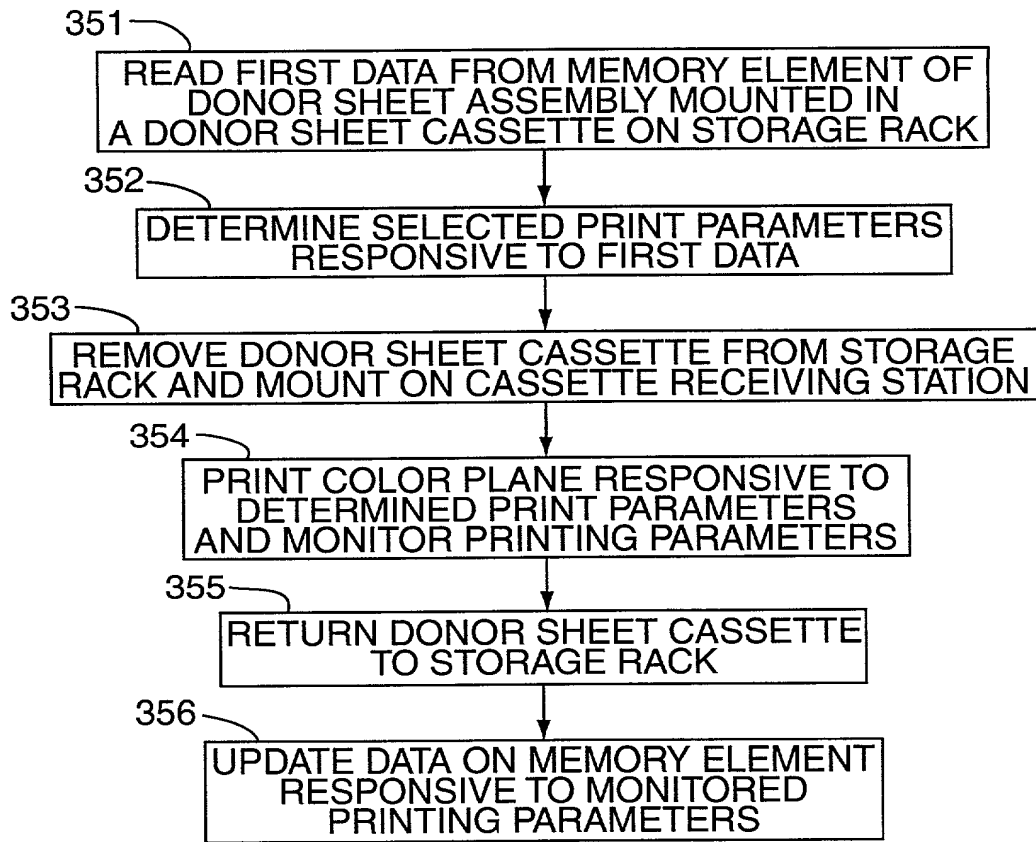 351
READ FIRST DATA FROM MEMORY ELEMENT OF
DONOR SHEET ASSEMBLY MOUNTED IN
A DONOR SHEET CASSETTE ON STORAGE RACK
352
DETERMINE SELECTED PRINT PARAMETERS
RESPONSIVE TO FIRST DATA
353
REMOVE DONOR SHEET CASSETTE FROM STORAGE
RACK AND MOUNT ON CASSETTE RECEIVING STATION
354
PRINT COLOR PLANE RESPONSIVE TO
DETERMINED PRINT PARAMETERS
AND MONITOR PRINTING PARAMETERS
355
RETURN DONOR SHEET CASSETTE
TO STORAGE RACK
356
UPDATE DATA ON MEMORY ELEMENT
RESPONSIVE TO MONITORED
PRINTING PARAMETERS